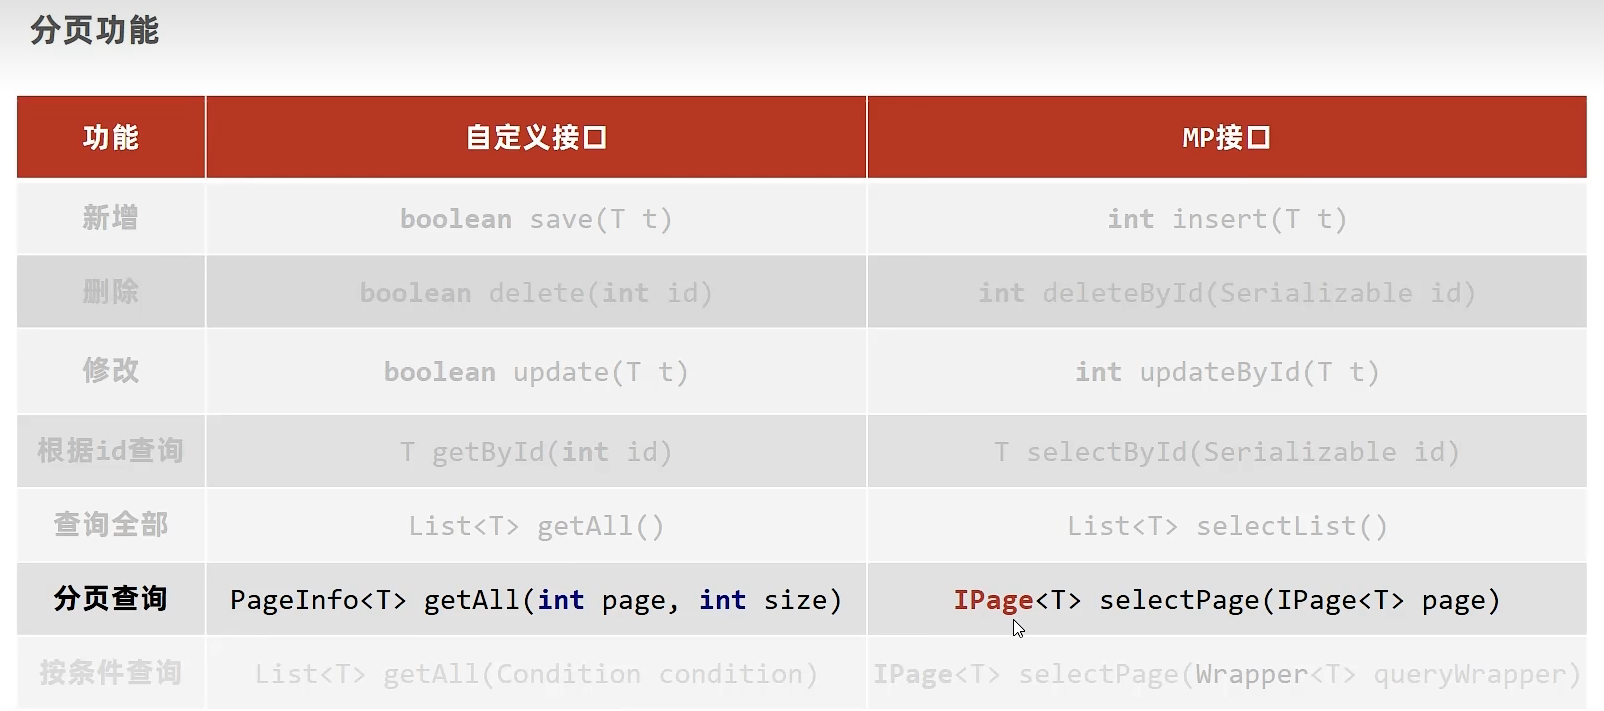 分页功能
功能 自定义接口 MP接口
新增 boolean save(T t) int insert(T t)
删除 boolean delete(int id) int deleteById(Serializable id)
修改 boolean update(T t) int updateById(T t)
根据id查询 T getById(int id) T selectById(Serializable id)
查询全部 List<T> getAll() List<T> selectList()
分页查询 PageInfo<T> getAll(int page, int size) IPage<T> selectPage(IPage<T> page)
按条件查询 List<T> getAll(Condition condition) IPage<T> selectPage(Wrapper<T> queryWrapper)